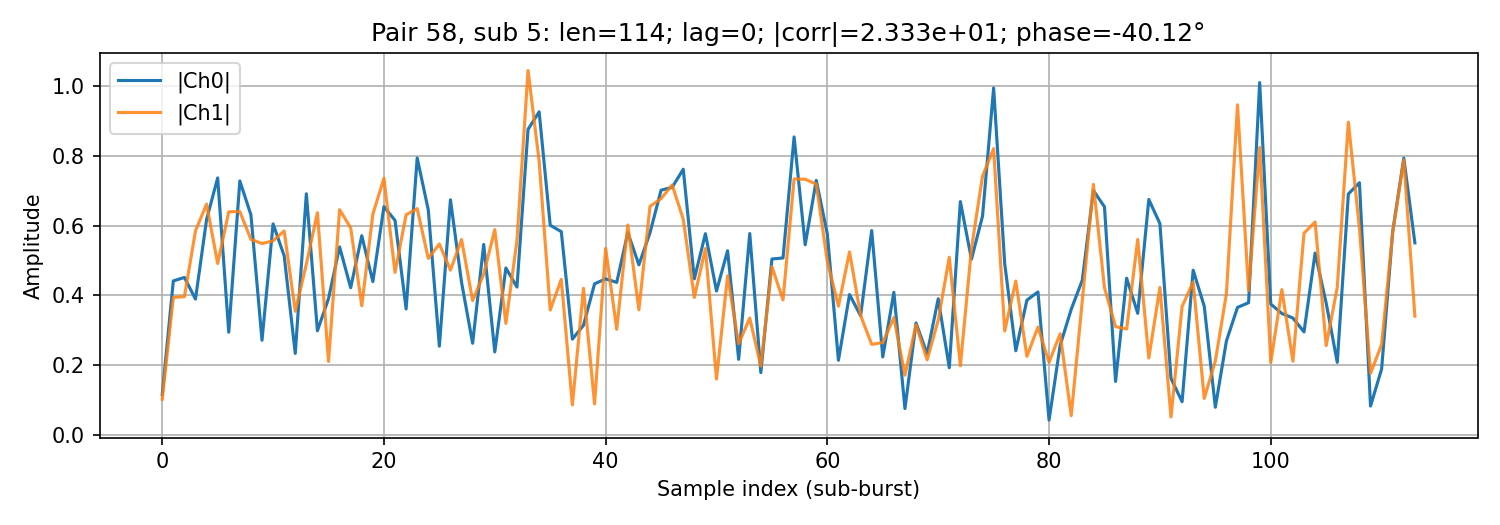 Pair 58, sub 5: len=114; lag=0; |corr|=2.333e+01; phase=-40.12°
|Ch0|
|Ch1|
Amplitude
1.0
0.8
0.6
0.4
0.2
0.0
0 20 40 60 80 100
Sample index (sub-burst)